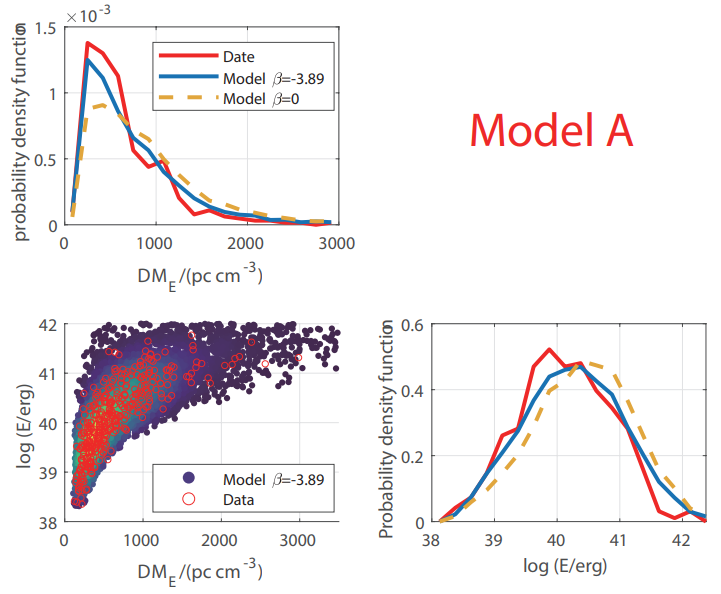 × 10⁻³
1.5
1
0.5
0
probability density function
Date
Model β=-3.89
Model β=0
0 1000 2000 3000
DM_E /(pc cm⁻³)
Model A
42
41
40
39
38
log (E/erg)
Model β=-3.89
Data
0 1000 2000 3000
DM_E /(pc cm⁻³)
0.6
0.4
0.2
0
Probability density function
38 39 40 41 42
log (E/erg)